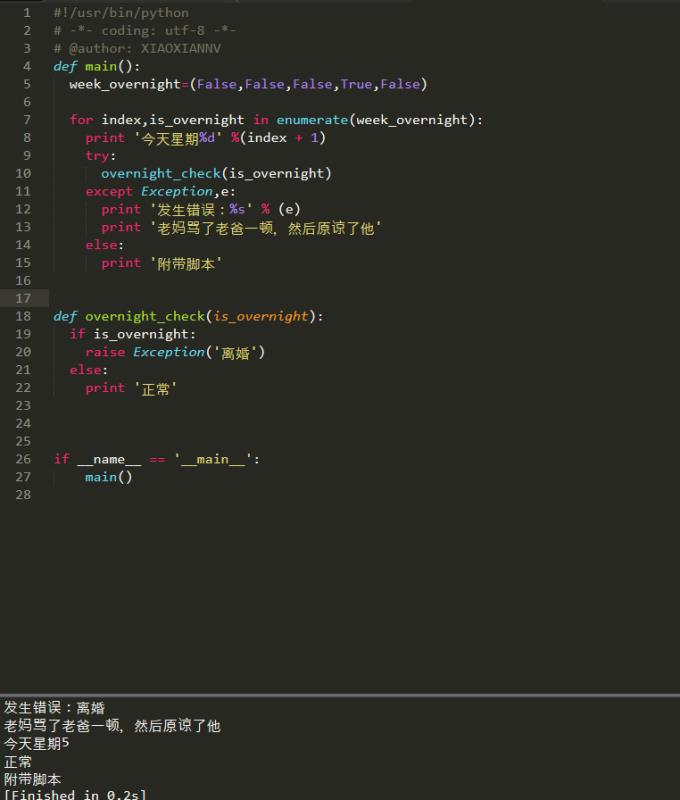 1 #!/usr/bin/python
2 # -*- coding: utf-8 -*-
3 # @author: XIAOXIANNV
4 def main():
5 week_overnight=(False,False,False,True,False)
6
7 for index,is_overnight in enumerate(week_overnight):
8 print '今天星期%d' %(index + 1)
9 try:
10 overnight_check(is_overnight)
11 except Exception,e:
12 print '发生错误：%s' % (e)
13 print '老妈骂了老爸一顿，然后原谅了他'
14 else:
15 print '附带脚本'
16
17
18 def overnight_check(is_overnight):
19 if is_overnight:
20 raise Exception('离婚')
21 else:
22 print '正常'
23
24
25
26 if __name__ == '__main__':
27 main()
28
发生错误：离婚
老妈骂了老爸一顿，然后原谅了他
今天星期5
正常
附带脚本
[Finished in 0.2s]